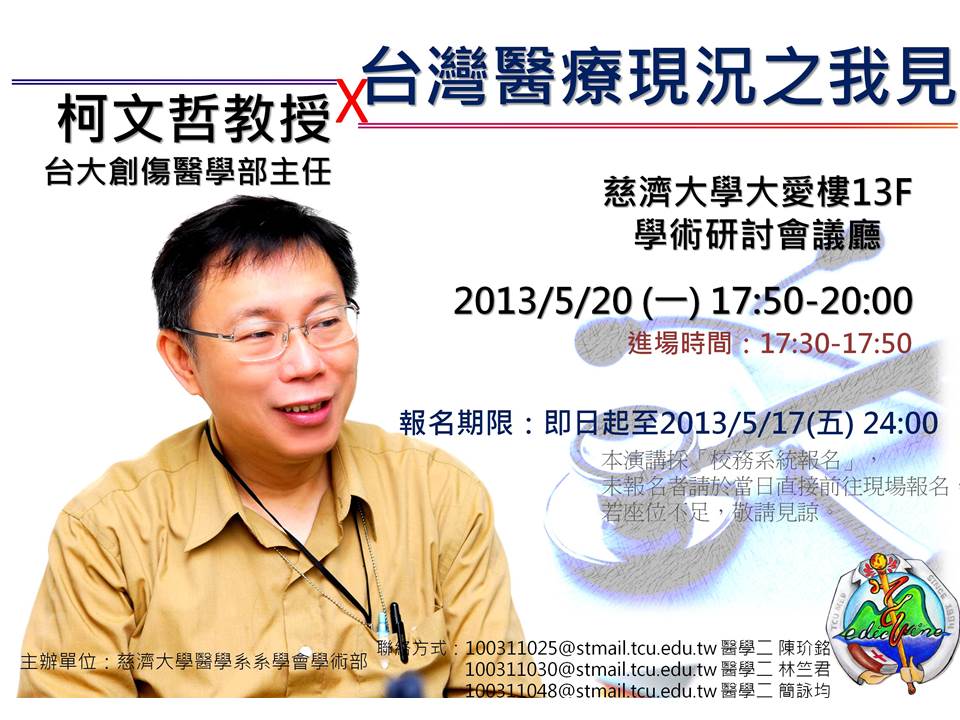 台灣醫療現況之我見
X
柯文哲教授
台大創傷醫學部主任
慈濟大學大愛樓13F
學術研討會議廳
2013/5/20 (一) 17:50-20:00
進場時間：17:30-17:50
報名期限：即日起至2013/5/17(五) 24:00
本演講採「校務系統報名」，
未報名者請於當日直接前往現場報名，
若座位不足，敬請見諒。
主辦單位：慈濟大學醫學系系學會學術部
聯絡方式：100311025@stmail.tcu.edu.tw 醫學二 陳玠銘
100311030@stmail.tcu.edu.tw 醫學二 林竺君
100311048@stmail.tcu.edu.tw 醫學二 簡詠均